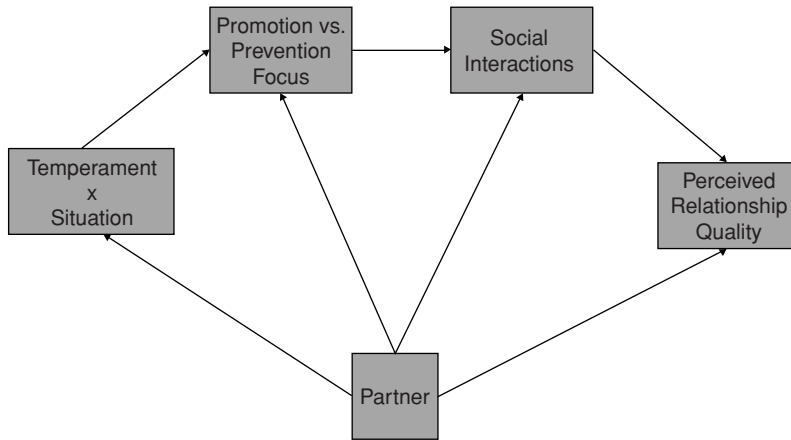 Promotion vs.
Prevention
Focus
Social
Interactions
Temperament
x
Situation
Perceived
Relationship
Quality
Partner